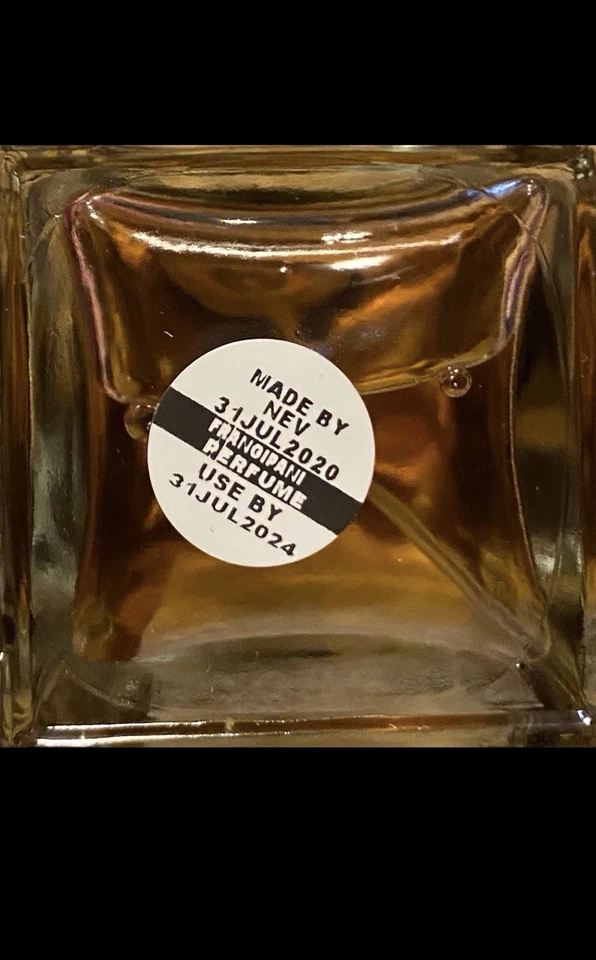 MADE BY
NEV
31JUL2020
FRANGIPANI
PERFUME
USE BY
31JUL2024